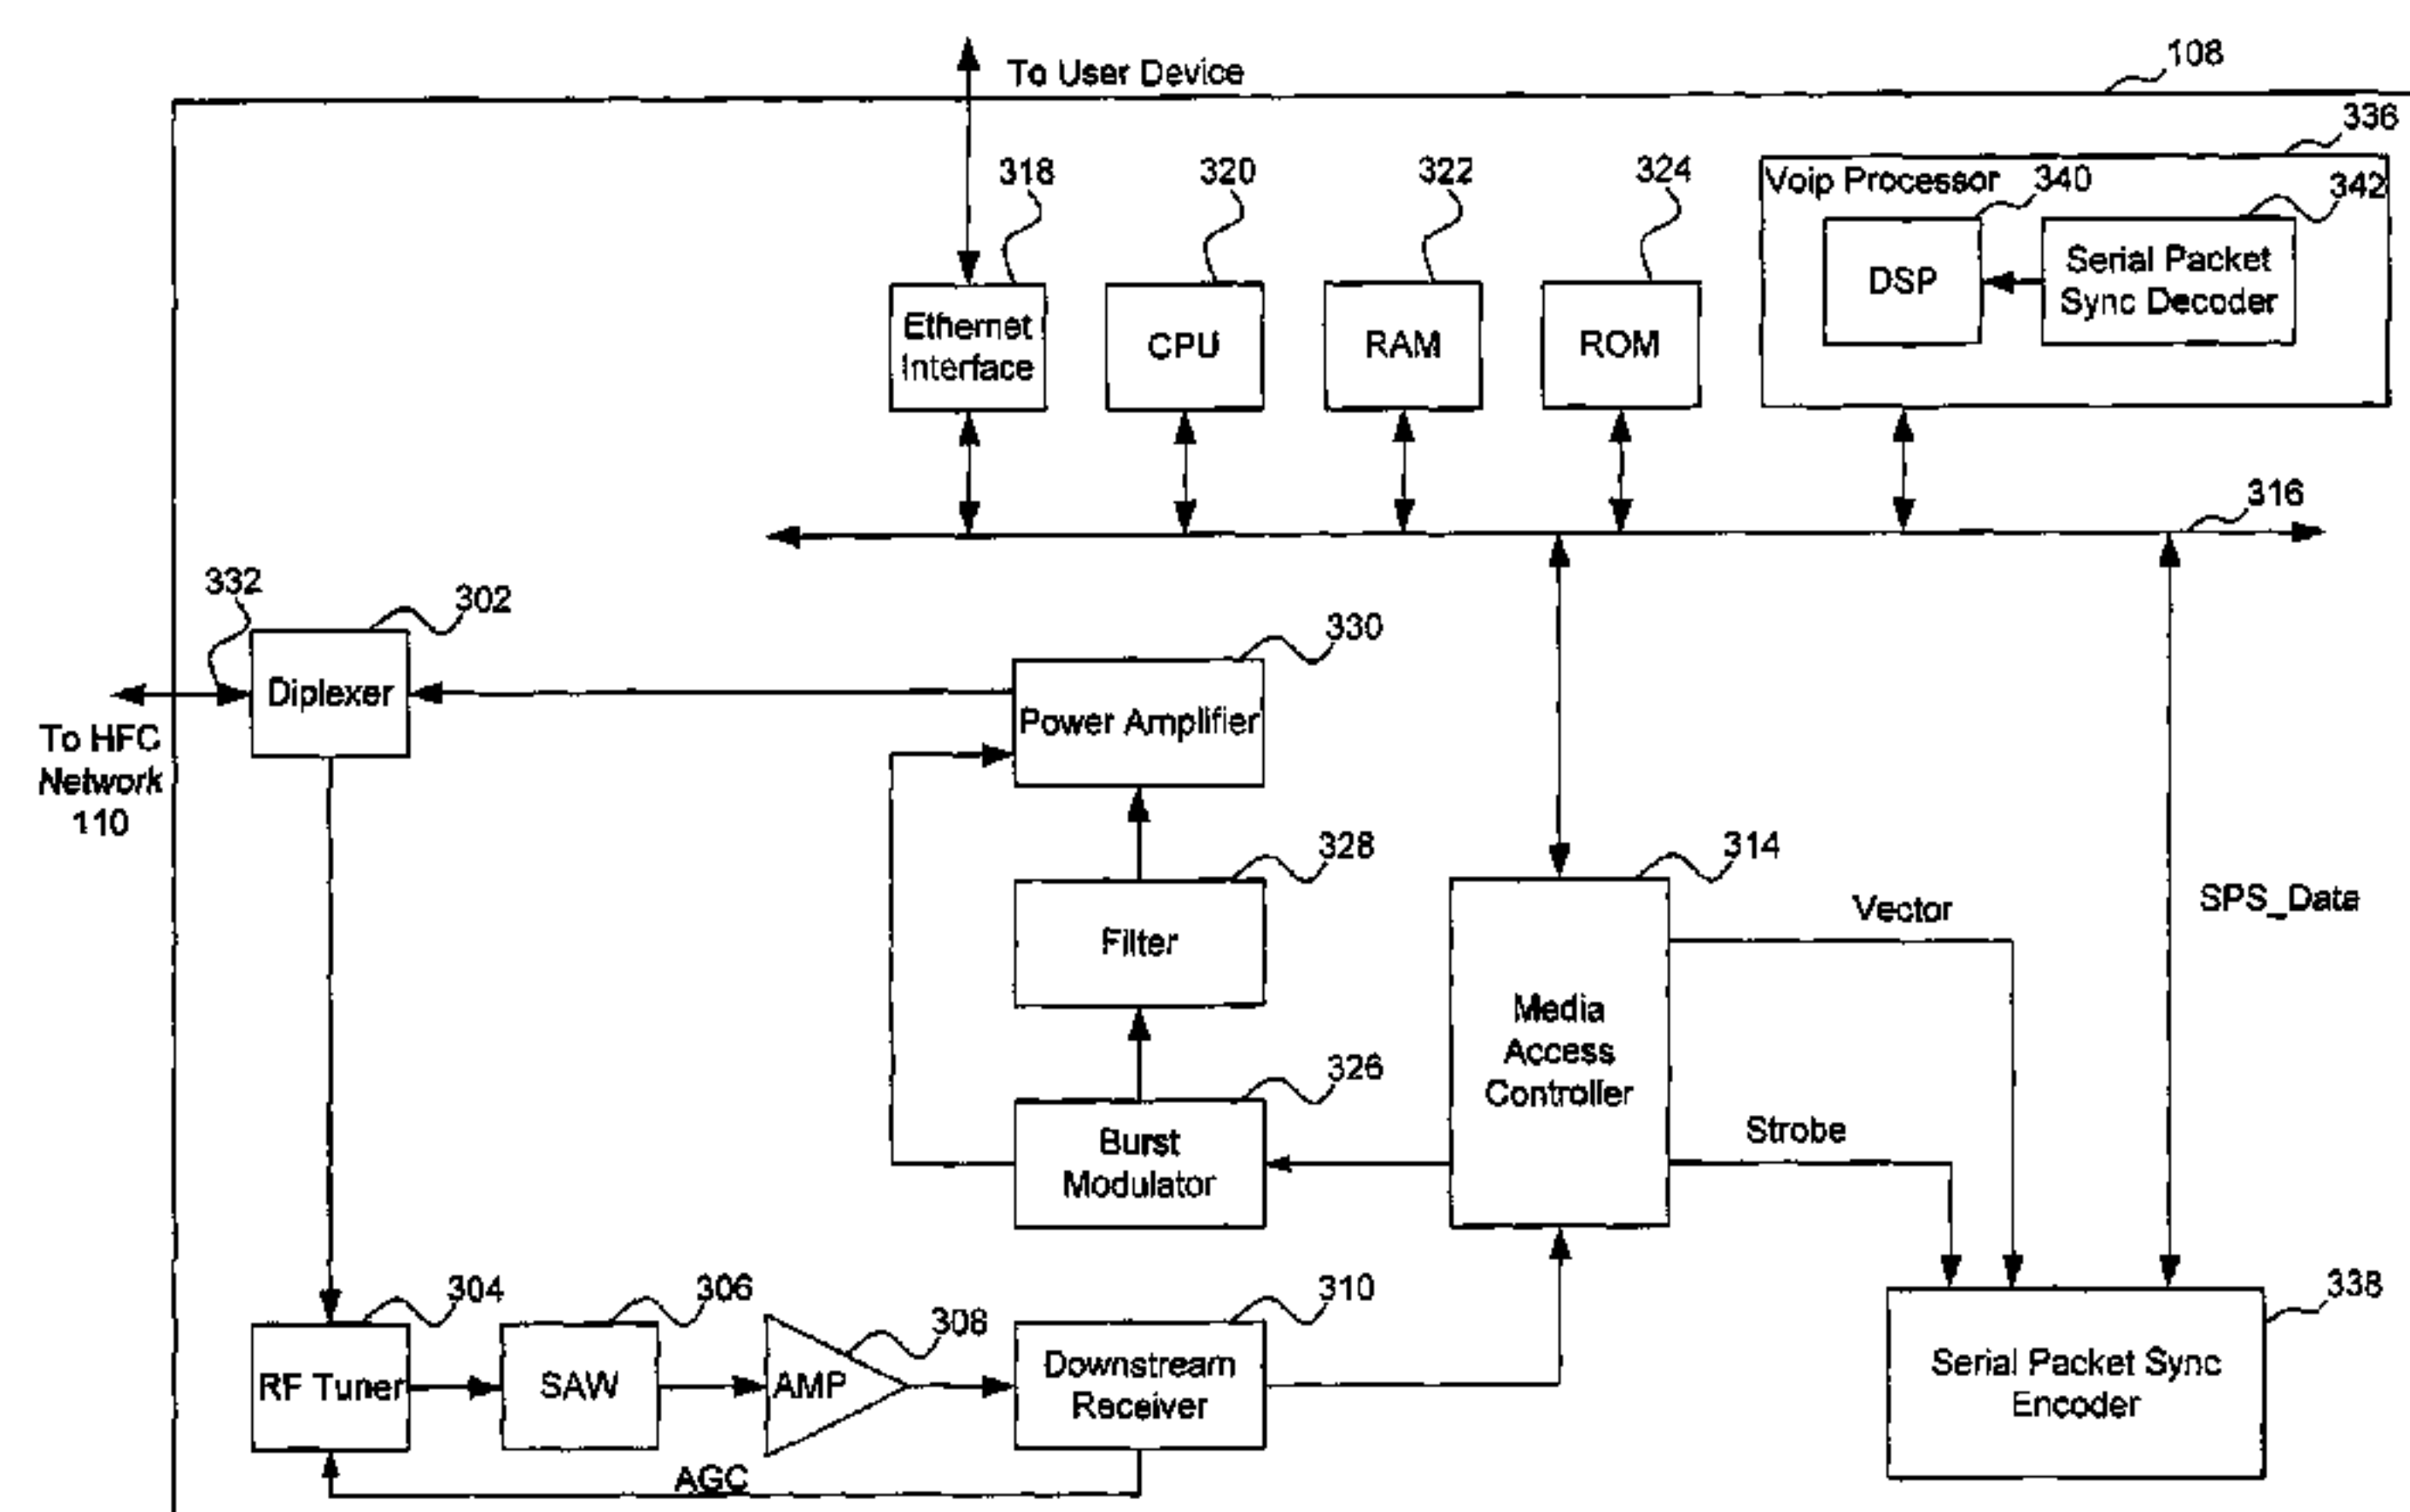 To User Device
108
336
318
320
322
324
Voip Processor
340
342
Ethernet
Interface
CPU
RAM
ROM
DSP
Serial Packet
Sync Decoder
316
332
302
330
Diplexer
Power Amplifier
To HFC
Network
110
328
314
Filter
Vector
SPS_Data
Media
Access
Controller
326
Burst
Modulator
Strobe
304
306
308
310
338
RF Tuner
SAW
AMP
Downstream
Receiver
Serial Packet Sync
Encoder
AGC